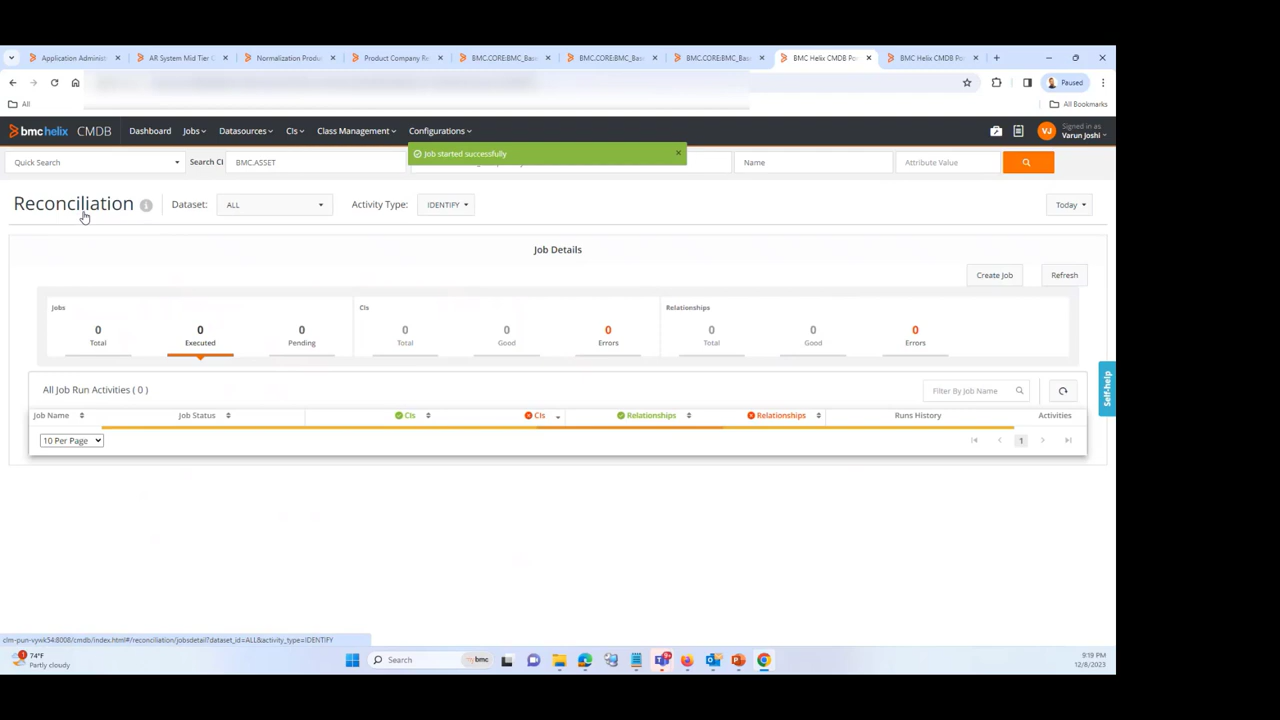 Application Administ
AR System Mid Tier C
Normalization Produ
Product Company Re
BMC.CORE:BMC_Bas
BMC.CORE:BMC_Bas
BMC.CORE:BMC_Bas
BMC Helix CMDB Po
BMC Helix CMDB Po
Paused
All
All Bookmarks
bmchelix CMDB Dashboard Jobs Datasources CIs Class Management Configurations
Signed in as
VJ Varun Joshi
Job started successfully
Quick Search Search CI BMC.ASSET Name Attribute Value
Reconciliation Dataset: ALL Activity Type: IDENTIFY Today
Job Details
Create Job Refresh
Jobs CIs Relationships
0 0 0 0 0 0 0 0 0
Total Executed Pending Total Good Errors Total Good Errors
All Job Run Activities ( 0 ) Filter By Job Name
Self-help
Job Name Job Status CIs CIs Relationships Relationships Runs History Activities
10 Per Page 1
clm-pun-vywk54:8008/cmdb/index.html#/reconciliation/jobsdetail?dataset_id=ALL&activity_type=IDENTIFY
1 74°F
Partly cloudy
Search bmc
9+
9:19 PM
12/8/2023